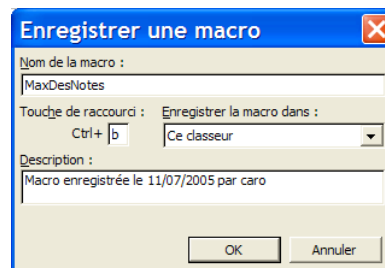 Enregistrer une macro
Nom de la macro :
MaxDesNotes
Touche de raccourci : Enregistrer la macro dans :
Ctrl+ b Ce classeur
Description :
Macro enregistrée le 11/07/2005 par caro
OK Annuler